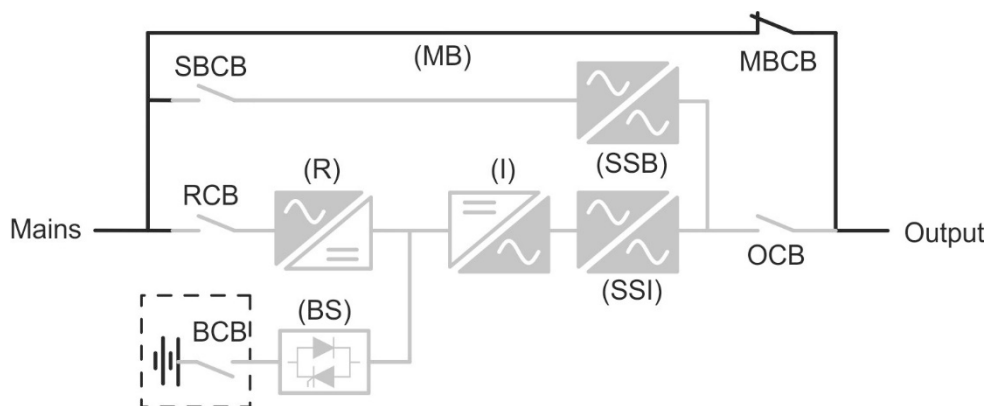 (MB)
MBCB
SBCB
(SSB)
(R)
(I)
RCB
Mains
Output
OCB
(SSI)
(BS)
BCB